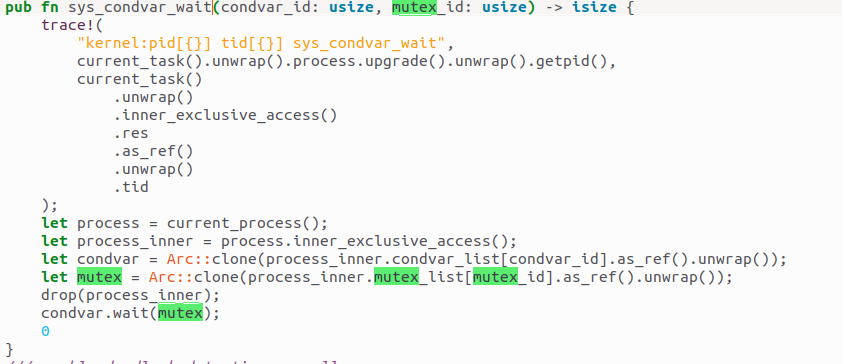 pub fn sys_condvar_wait(condvar_id: usize, mutex_id: usize) -> isize {
    trace!(
        "kernel:pid[{}] tid[{}] sys_condvar_wait",
        current_task().unwrap().process.upgrade().unwrap().getpid(),
        current_task()
            .unwrap()
            .inner_exclusive_access()
            .res
            .as_ref()
            .unwrap()
            .tid
    );
    let process = current_process();
    let process_inner = process.inner_exclusive_access();
    let condvar = Arc::clone(process_inner.condvar_list[condvar_id].as_ref().unwrap());
    let mutex = Arc::clone(process_inner.mutex_list[mutex_id].as_ref().unwrap());
    drop(process_inner);
    condvar.wait(mutex);
    0
}